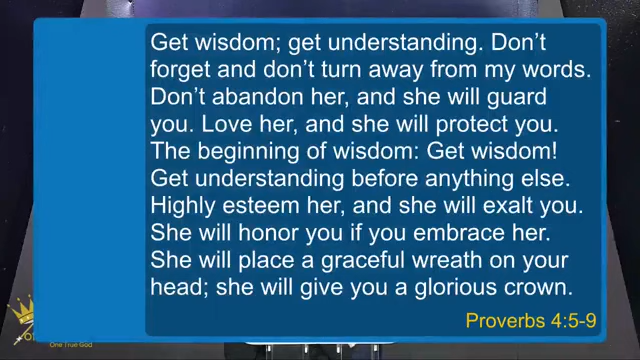 Get wisdom; get understanding. Don’t
forget and don’t turn away from my words.
Don’t abandon her, and she will guard
you. Love her, and she will protect you.
The beginning of wisdom: Get wisdom!
Get understanding before anything else.
Highly esteem her, and she will exalt you.
She will honor you if you embrace her.
She will place a graceful wreath on your
head; she will give you a glorious crown.
Proverbs 4:5-9
One True God